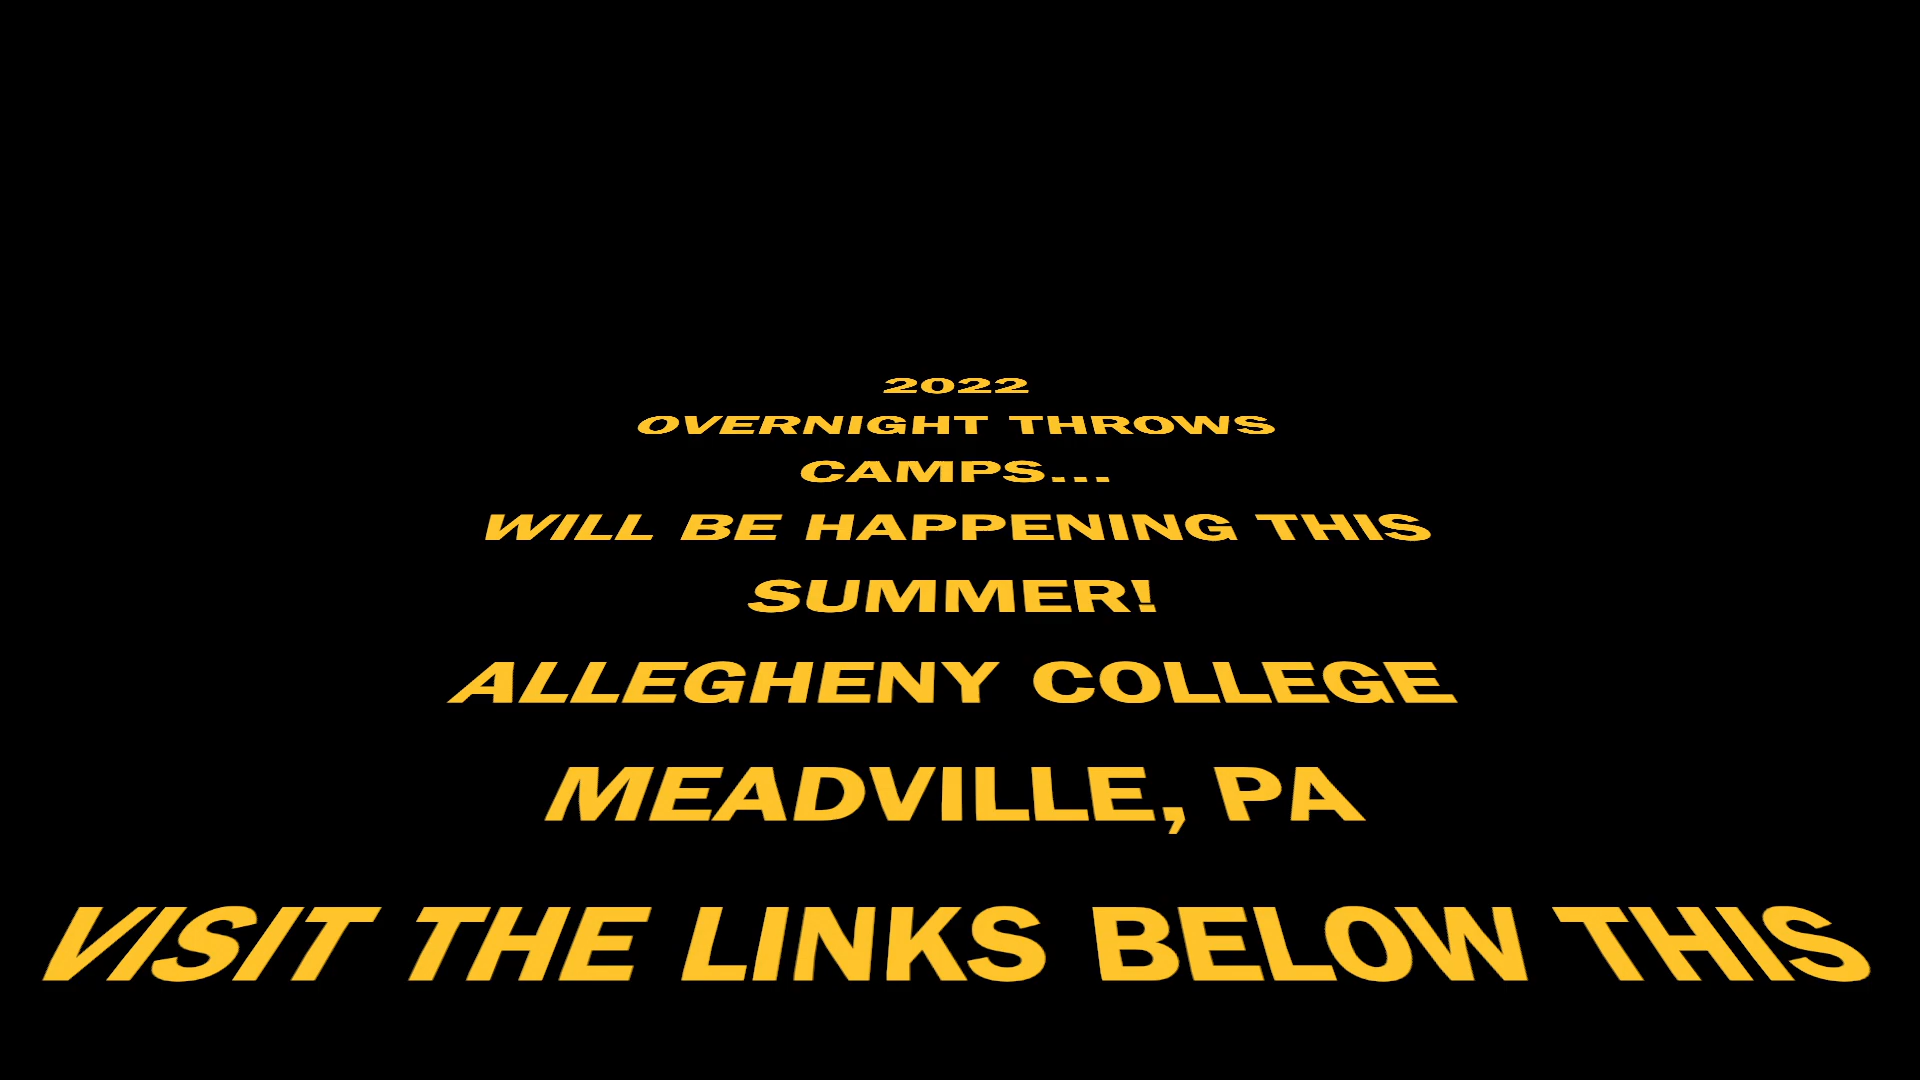 2022
OVERNIGHT THROWS
CAMPS...
WILL BE HAPPENING THIS
SUMMER!
ALLEGHENY COLLEGE
MEADVILLE, PA
VISIT THE LINKS BELOW THIS